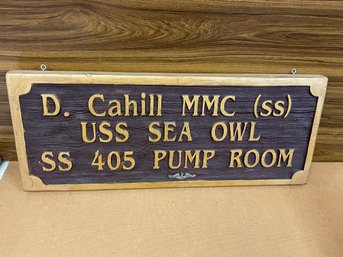 D. Cahill MMC (SS)
USS SEA OWL
SS 405 PUMP ROOM